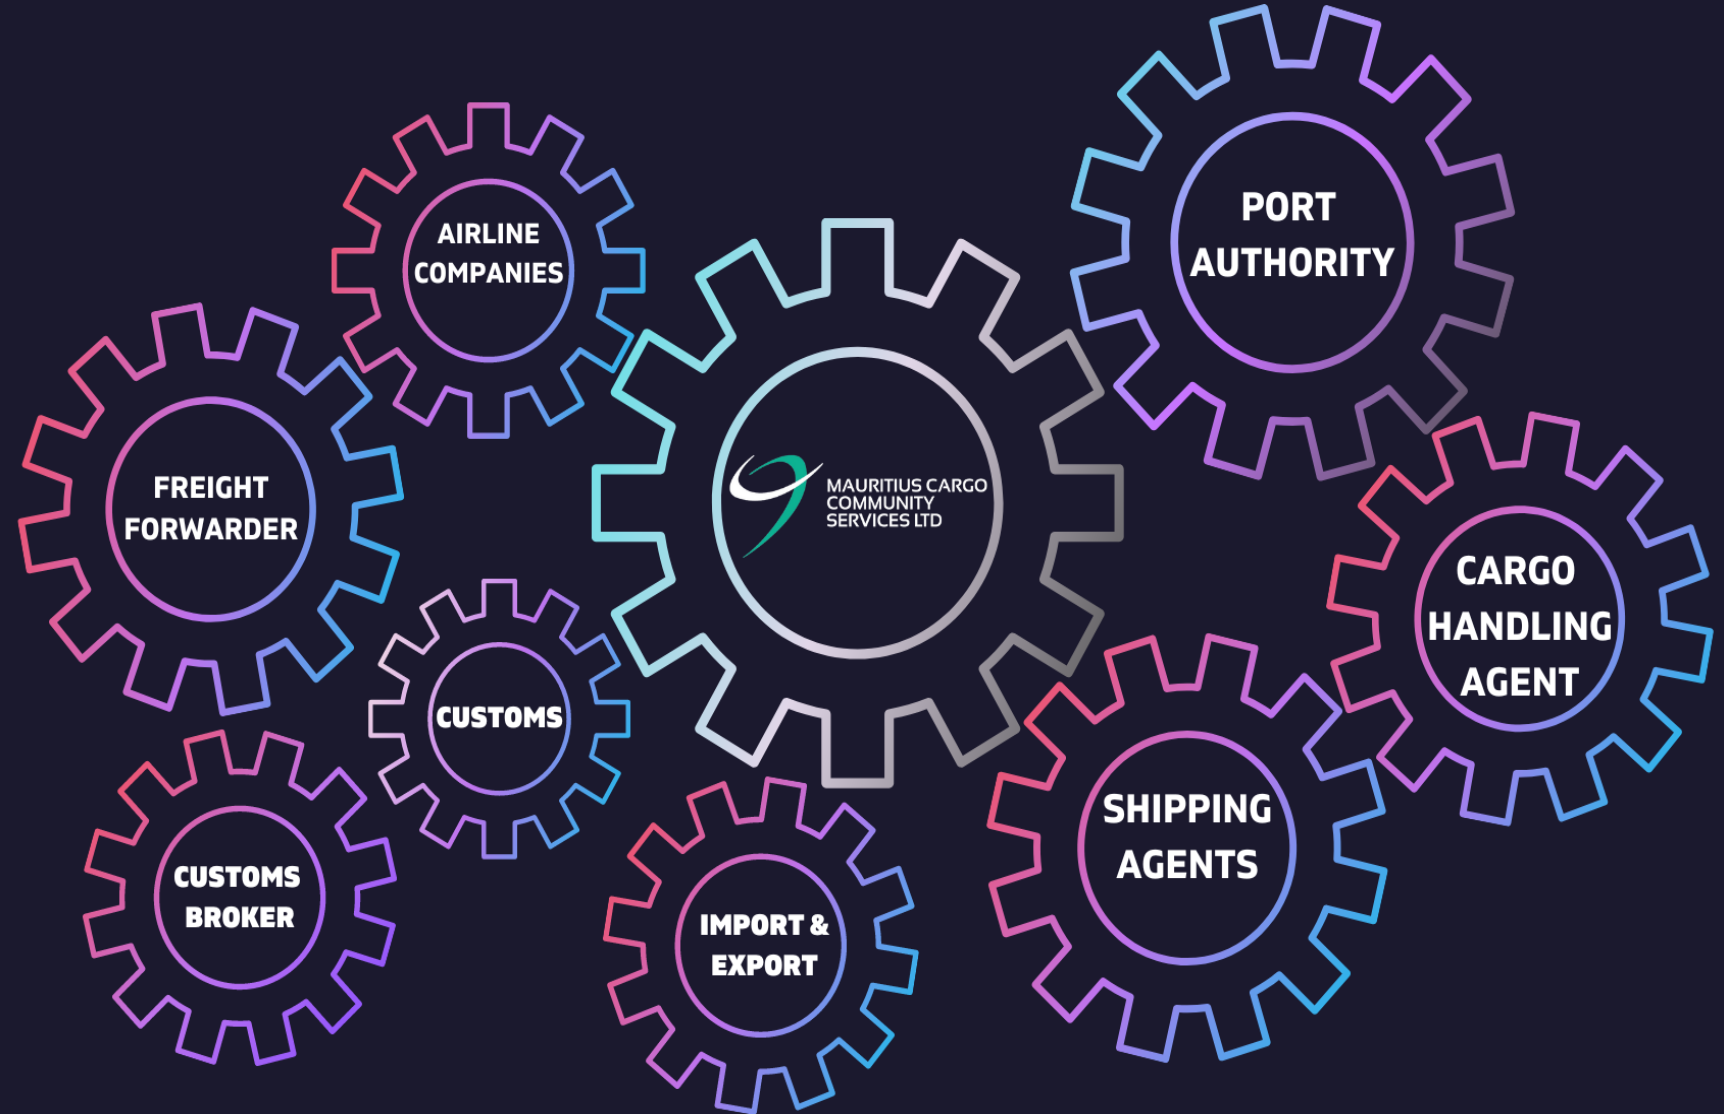 PORT
AUTHORITY
AIRLINE
COMPANIES
FREIGHT
FORWARDER
MAURITIUS CARGO
COMMUNITY
SERVICES LTD
CARGO
HANDLING
AGENT
CUSTOMS
SHIPPING
AGENTS
CUSTOMS
BROKER
IMPORT &
EXPORT